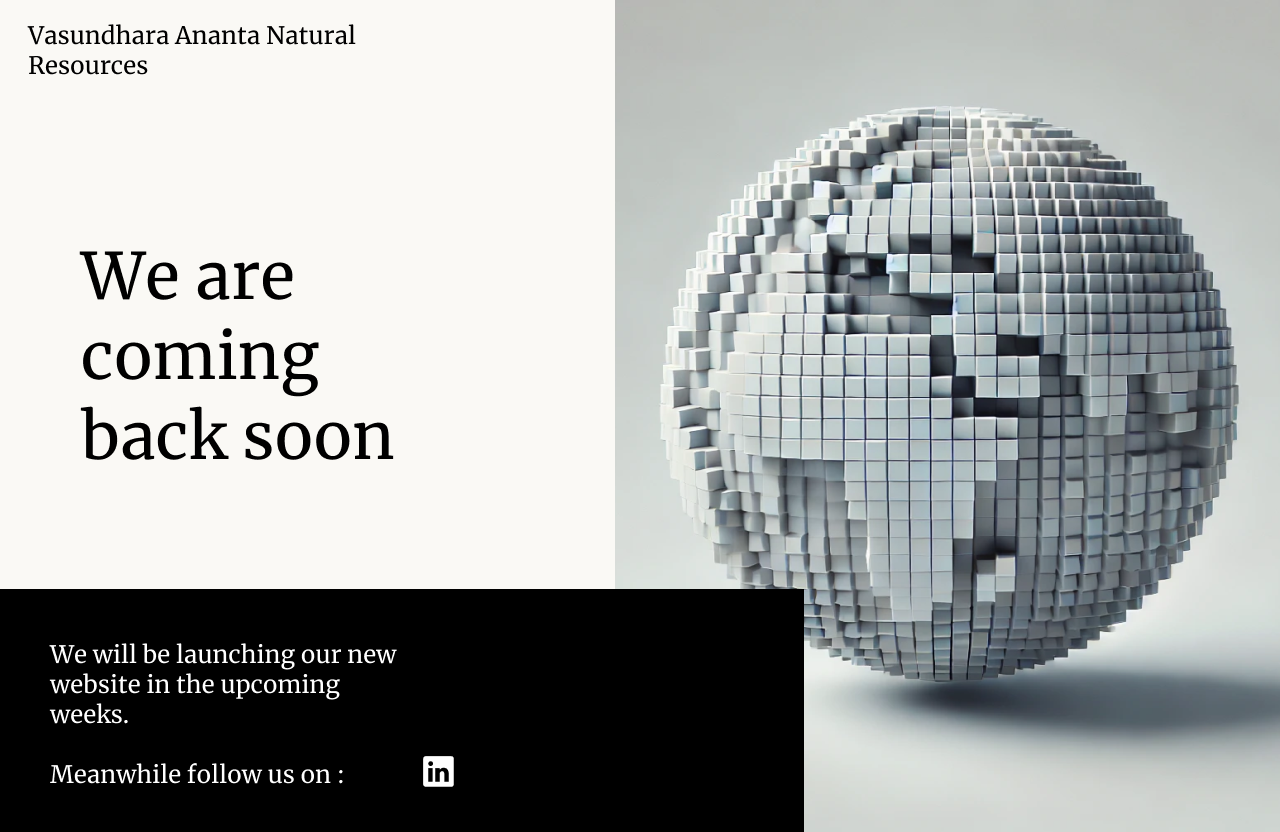 Vasundhara Ananta Natural
Resources
We are
coming
back soon
We will be launching our new
website in the upcoming
weeks.
Meanwhile follow us on :
in